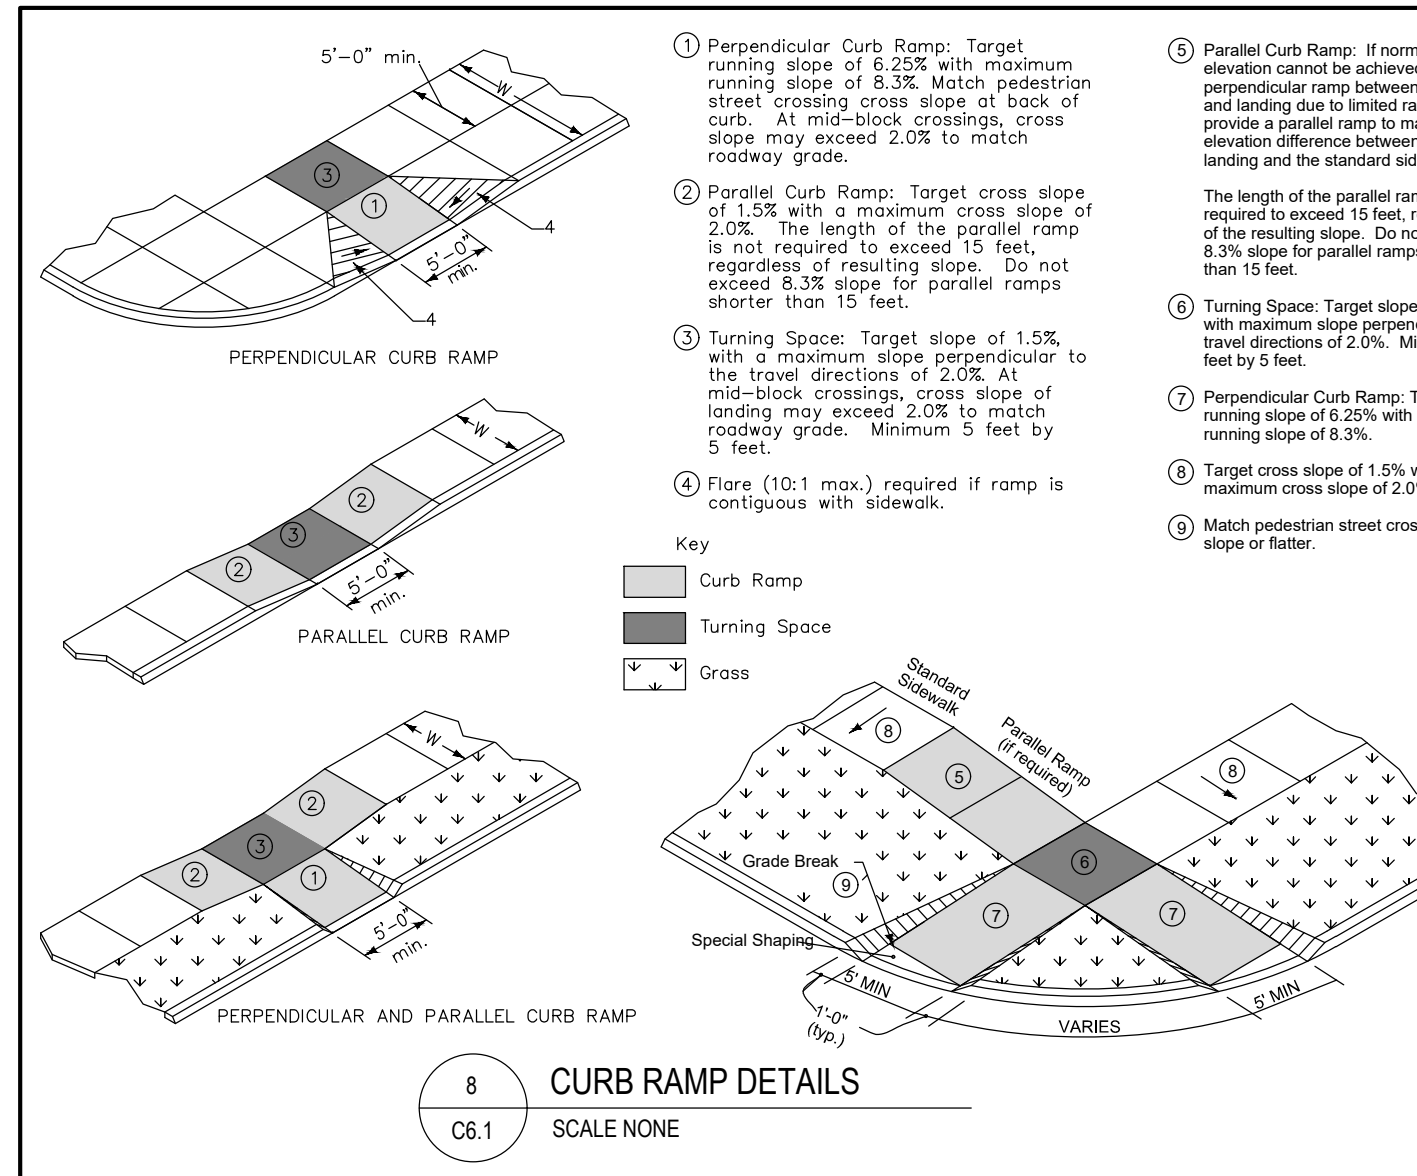 5'-0" min.
W
3
1
4
5'-0"
min.
4
PERPENDICULAR CURB RAMP
W
2
3
2
5'-0"
min.
PARALLEL CURB RAMP
W
2
3
2
1
5'-0"
min.
PERPENDICULAR AND PARALLEL CURB RAMP
1 Perpendicular Curb Ramp: Target
running slope of 6.25% with maximum
running slope of 8.3%. Match pedestrian
street crossing cross slope at back of
curb. At mid-block crossings, cross
slope may exceed 2.0% to match
roadway grade.
2 Parallel Curb Ramp: Target cross slope
of 1.5% with a maximum cross slope of
2.0%. The length of the parallel ramp
is not required to exceed 15 feet,
regardless of resulting slope. Do not
exceed 8.3% slope for parallel ramps
shorter than 15 feet.
3 Turning Space: Target slope of 1.5%,
with a maximum slope perpendicular to
the travel directions of 2.0%. At
mid-block crossings, cross slope of
landing may exceed 2.0% to match
roadway grade. Minimum 5 feet by
5 feet.
4 Flare (10:1 max.) required if ramp is
contiguous with sidewalk.
Key
Curb Ramp
Turning Space
Grass
5 Parallel Curb Ramp: If norm
elevation cannot be achieved
perpendicular ramp between
and landing due to limited ra
provide a parallel ramp to ma
elevation difference between
landing and the standard sid
The length of the parallel ram
required to exceed 15 feet, r
of the resulting slope. Do no
8.3% slope for parallel ramps
than 15 feet.
6 Turning Space: Target slope
with maximum slope perpend
travel directions of 2.0%. Mi
feet by 5 feet.
7 Perpendicular Curb Ramp: T
running slope of 6.25% with
running slope of 8.3%.
8 Target cross slope of 1.5% w
maximum cross slope of 2.0%
9 Match pedestrian street cros
slope or flatter.
Standard
Sidewalk
Parallel Ramp
(if required)
8
5
8
6
Grade Break
9
7
7
Special Shaping
5' MIN
1'-0"
(typ.)
VARIES
5' MIN
8
CURB RAMP DETAILS
C6.1
SCALE NONE